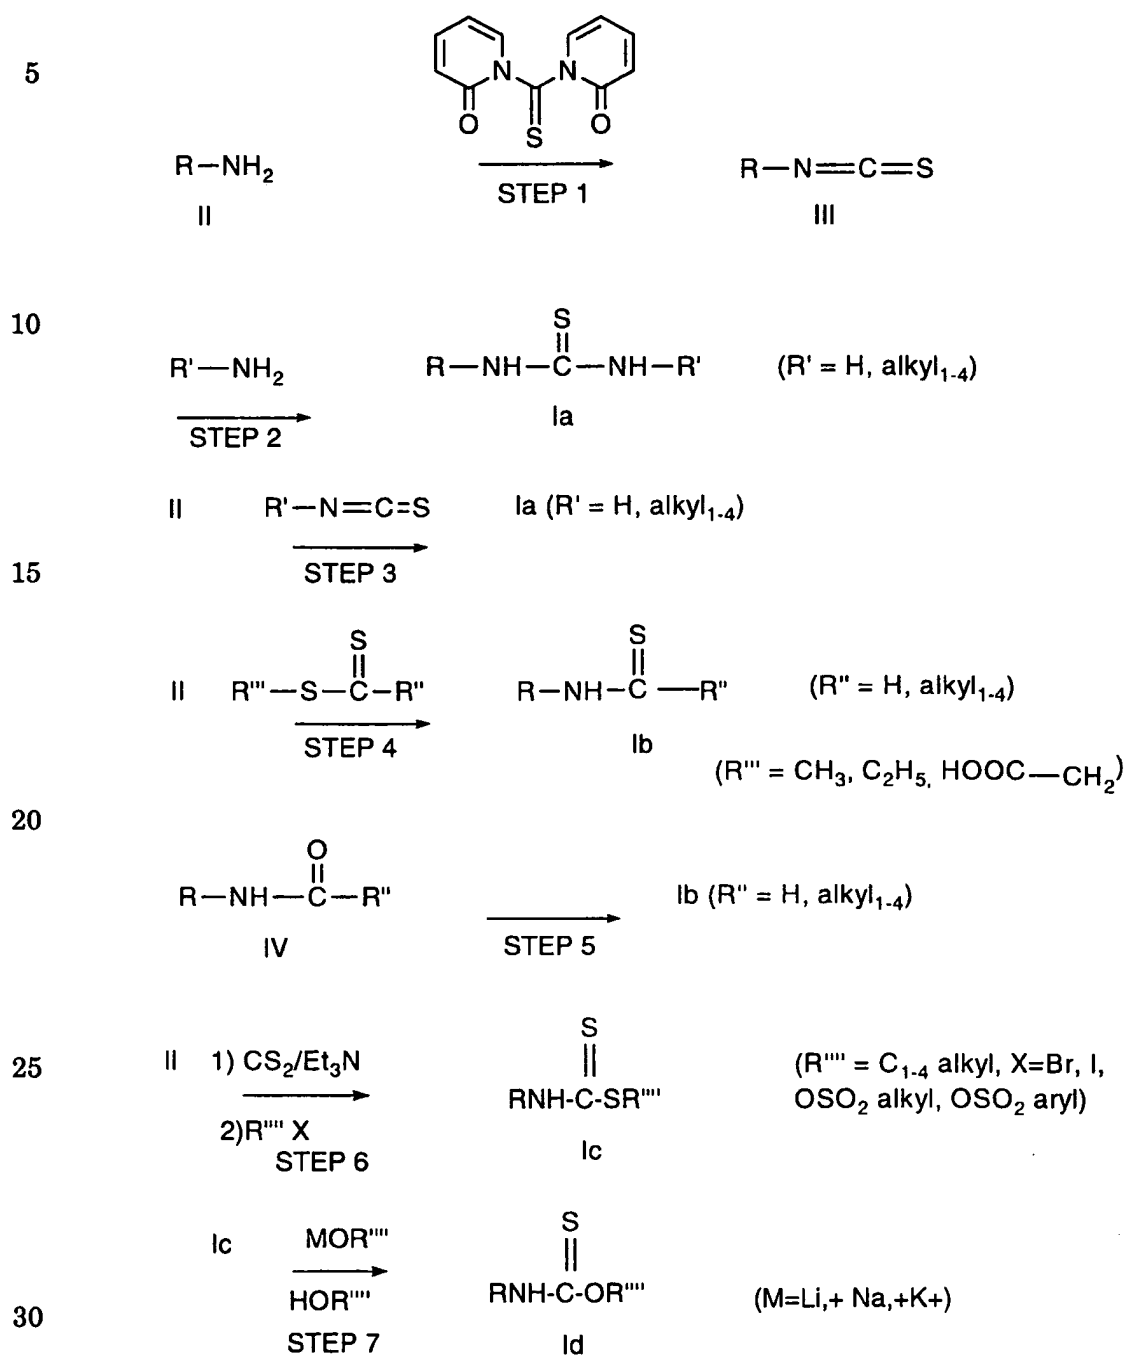 5
N N
O S O
R—NH₂ STEP 1 R—N=C=S
II III
10
S
R'—NH₂ R—NH—C—NH—R' (R' = H, alkyl₁₋₄)
STEP 2 Ia
II R'—N=C=S Ia (R' = H, alkyl₁₋₄)
STEP 3
15
S S
II R'''—S—C—R'' R—NH—C—R'' (R'' = H, alkyl₁₋₄)
STEP 4 Ib
(R''' = CH₃, C₂H₅, HOOC—CH₂)
20
O
R—NH—C—R'' Ib (R'' = H, alkyl₁₋₄)
IV STEP 5
S
25 II 1) CS₂/Et₃N (R'''' = C₁₋₄ alkyl, X=Br, I,
RNH-C-SR'''' OSO₂ alkyl, OSO₂ aryl)
2)R'''' X
STEP 6 Ic
S
Ic MOR''''
RNH-C-OR'''' (M=Li,+ Na,+K+)
30 HOR''''
STEP 7 Id